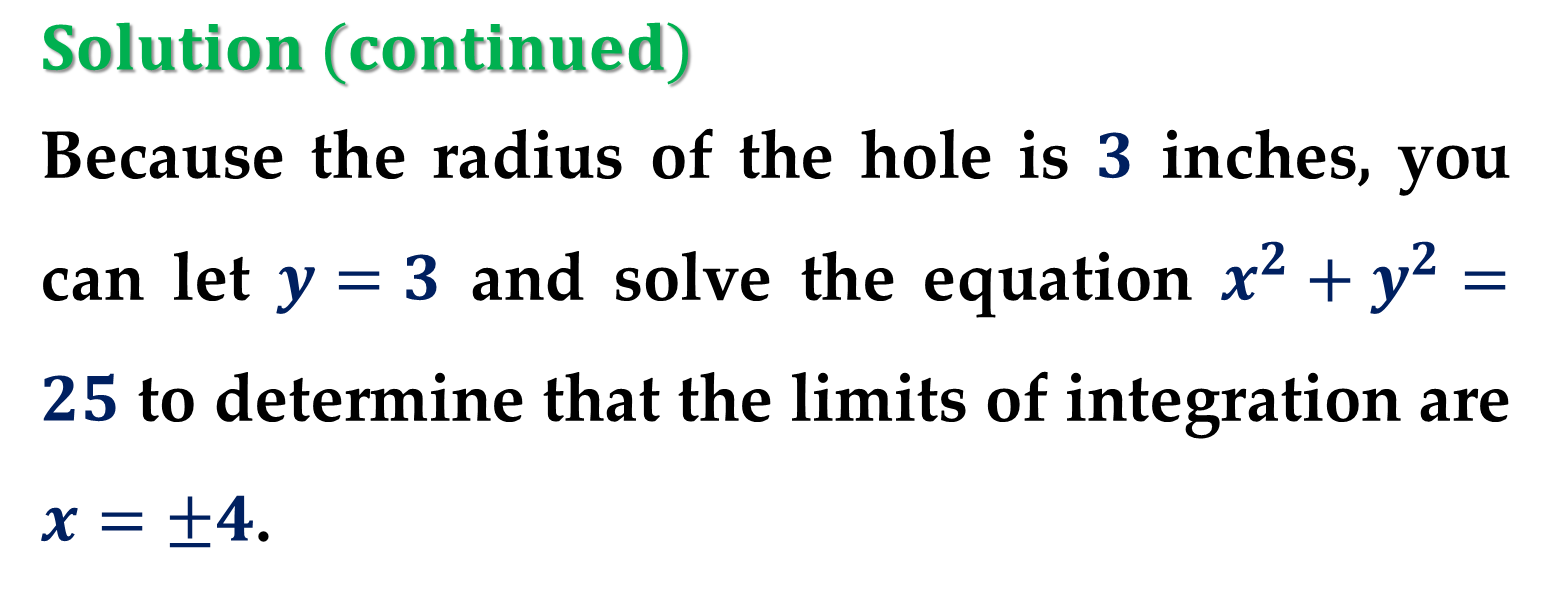 Solution (continued)
Because the radius of the hole is 3 inches, you
can let y = 3 and solve the equation x² + y² =
25 to determine that the limits of integration are
x = ±4.